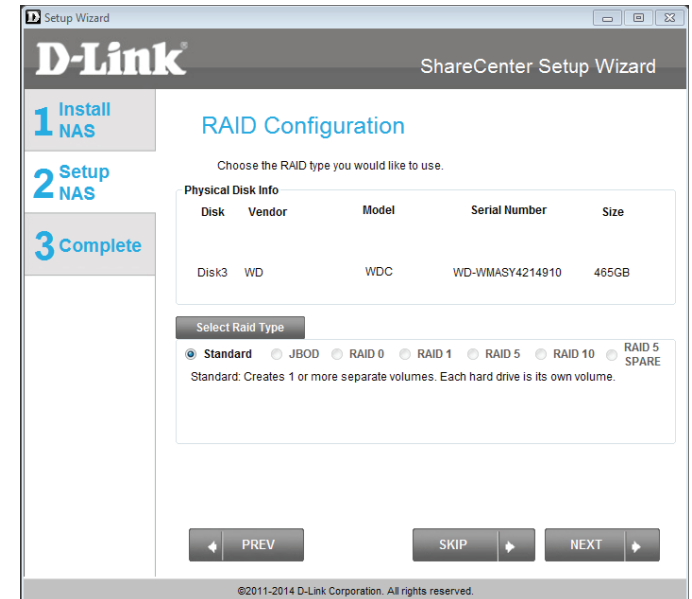 Setup Wizard
D-Link
ShareCenter Setup Wizard
1 Install NAS
2 Setup NAS
3 Complete
RAID Configuration
Choose the RAID type you would like to use.
Physical Disk Info
Disk Vendor Model Serial Number Size
Disk3 WD WDC WD-WMASY4214910 465GB
Select Raid Type
Standard JBOD RAID 0 RAID 1 RAID 5 RAID 10 RAID 5 SPARE
Standard: Creates 1 or more separate volumes. Each hard drive is its own volume.
PREV SKIP NEXT
©2011-2014 D-Link Corporation. All rights reserved.